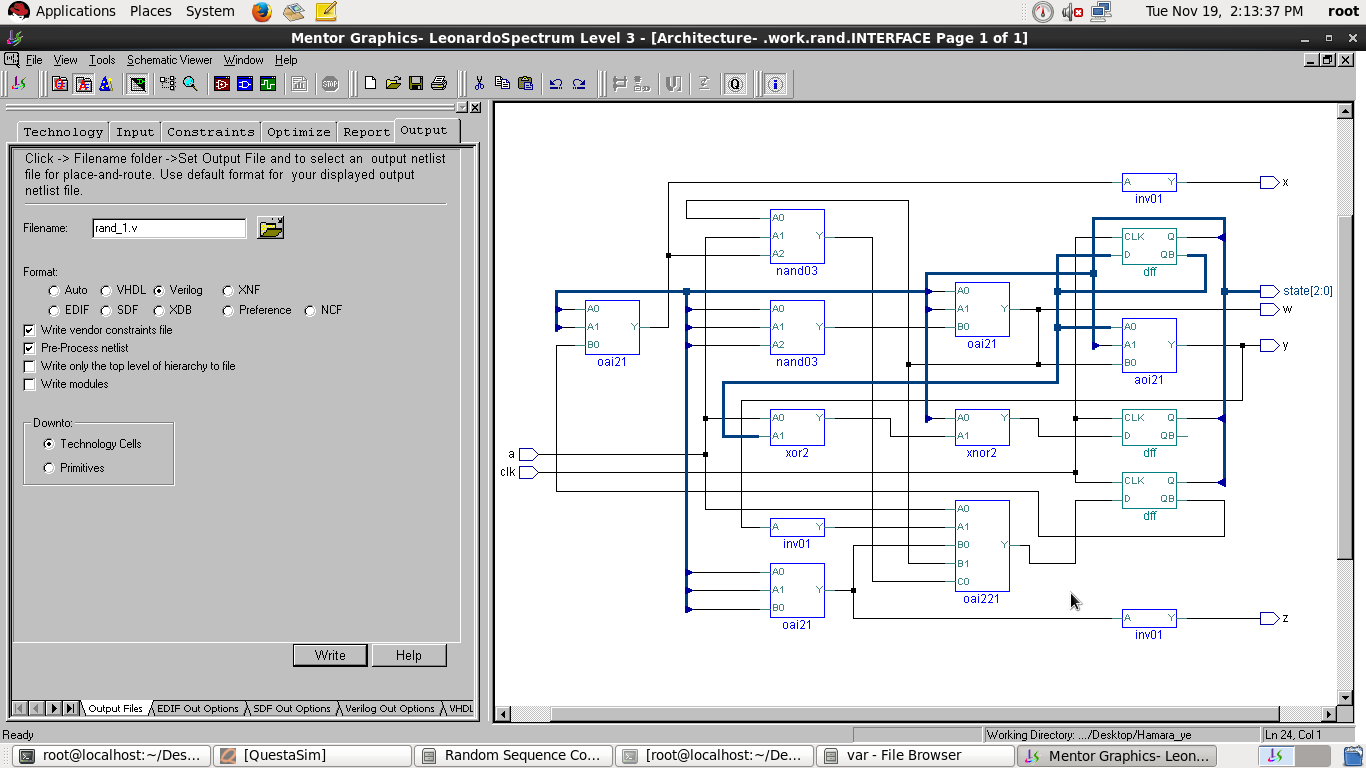 Applications Places System Tue Nov 19, 2:13:37 PM root
Mentor Graphics- LeonardoSpectrum Level 3 - [Architecture- .work.rand.INTERFACE Page 1 of 1]
File View Tools Schematic Viewer Window Help
Technology Input Constraints Optimize Report Output
Click -> Filename folder ->Set Output File and to select an output netlist
file for place-and-route. Use default format for your displayed output
netlist file.
Filename: rand_1.v
Format:
Auto VHDL Verilog XNF
EDIF SDF XDB Preference NCF
Write vendor constraints file
Pre-Process netlist
Write only the top level of hierarchy to file
Write modules
Downto:
Technology Cells
Primitives
Write Help
Output Files EDIF Out Options SDF Out Options Verilog Out Options VHDL
A Y
inv01
x
A0
A1 Y
A2
nand03
CLK Q
D QB
dff
state[2:0]
A0
A1 Y
B0
oai21
A0
A1 Y
A2
nand03
A0
A1 Y
B0
oai21
w
A0
A1 Y
B0
aoi21
y
A0 Y
A1
xor2
A0 Y
A1
xnor2
CLK Q
D QB
dff
a
clk
CLK Q
D QB
dff
A Y
inv01
A0
A1
B0 Y
B1
C0
oai221
A0
A1 Y
B0
oai21
A Y
inv01
z
Ready Working Directory: .../Desktop/Hamara_ye Ln 24, Col 1
root@localhost:~/Des... [QuestaSim] Random Sequence Co... [root@localhost:~/De... var - File Browser Mentor Graphics- Leon...